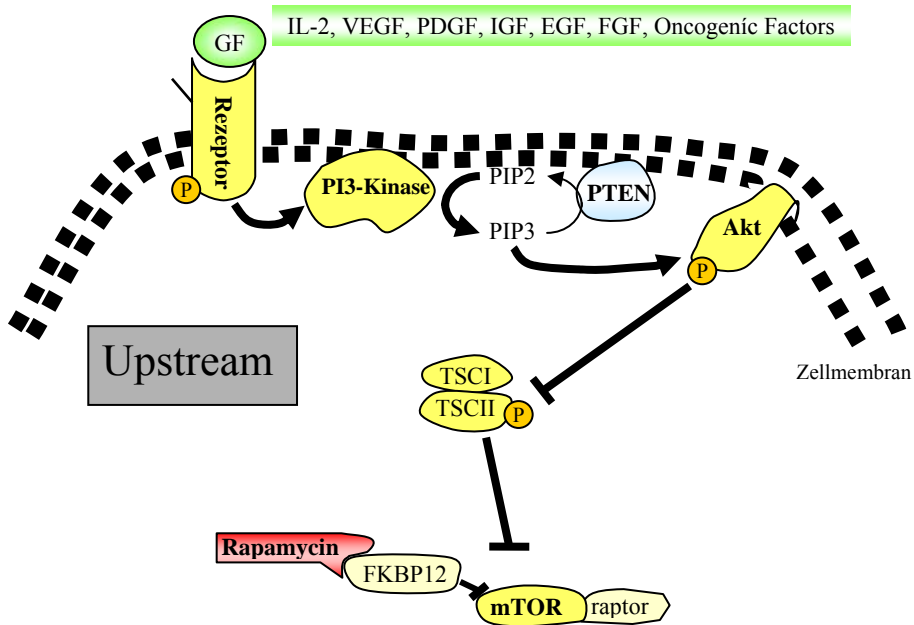 GF
IL-2, VEGF, PDGF, IGF, EGF, FGF, Oncogeníc Factors
Rezeptor
P
PI3-Kinase
PIP2
PTEN
PIP3
Akt
P
Upstream
Zellmembran
TSCI
TSCII
P
Rapamycin
FKBP12
mTOR
raptor